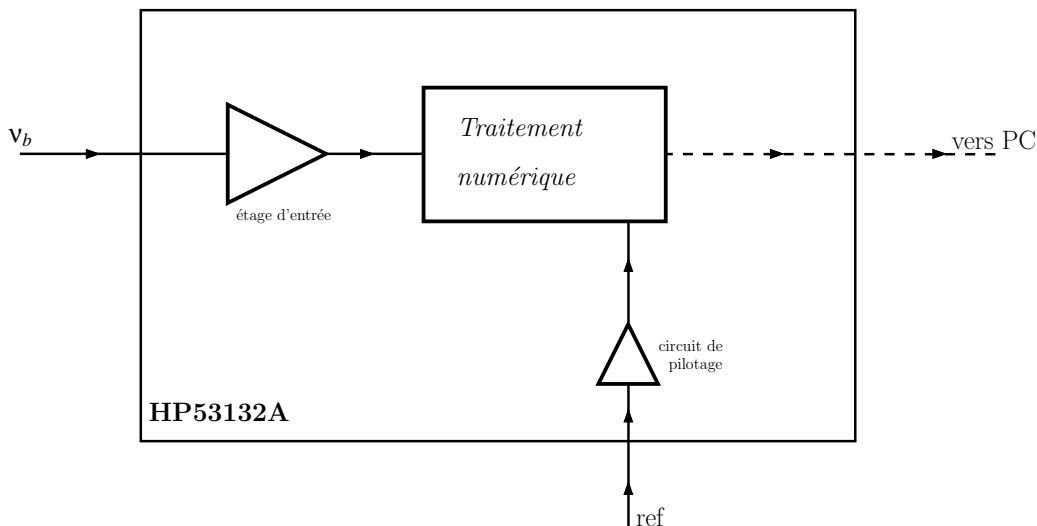 ν_b
étage d'entrée
Traitement
numérique
vers PC
circuit de
pilotage
HP53132A
ref